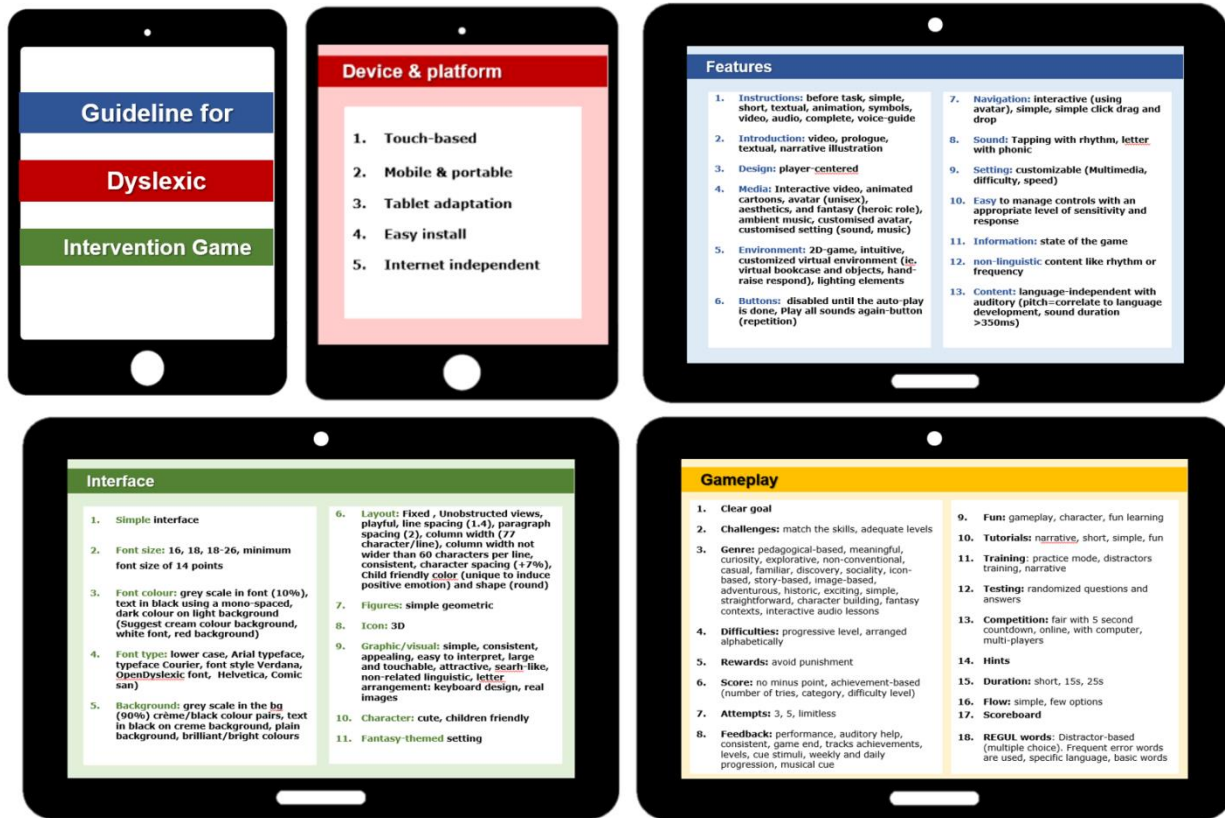 Guideline for
Dyslexic
Intervention Game
Device & platform
1. Touch-based
2. Mobile & portable
3. Tablet adaptation
4. Easy install
5. Internet independent
Features
1. Instructions: before task, simple,
short, textual, animation, symbols,
video, audio, complete, voice-guide
2. Introduction: video, prologue,
textual, narrative illustration
3. Design: player-centered
4. Media: Interactive video, animated
cartoons, avatar (unisex),
aesthetics, and fantasy (heroic role),
ambient music, customised avatar,
customised setting (sound, music)
5. Environment: 2D-game, intuitive,
customized virtual environment (ie.
virtual bookcase and objects, hand-
raise respond), lighting elements
6. Buttons: disabled until the auto-play
is done, Play all sounds again-button
(repetition)
7. Navigation: interactive (using
avatar), simple, simple click drag and
drop
8. Sound: Tapping with rhythm, letter
with phonic
9. Setting: customizable (Multimedia,
difficulty, speed)
10. Easy to manage controls with an
appropriate level of sensitivity and
response
11. Information: state of the game
12. non-linguistic content like rhythm or
frequency
13. Content: language-independent with
auditory (pitch=correlate to language
development, sound duration
>350ms)
Interface
1. Simple interface
2. Font size: 16, 18, 18-26, minimum
font size of 14 points
3. Font colour: grey scale in font (10%),
text in black using a mono-spaced,
dark colour on light background
(Suggest cream colour background,
white font, red background)
4. Font type: lower case, Arial typeface,
typeface Courier, font style Verdana,
OpenDyslexic font, Helvetica, Comic
san)
5. Background: grey scale in the bg
(90%) crème/black colour pairs, text
in black on creme background, plain
background, brilliant/bright colours
6. Layout: Fixed , Unobstructed views,
playful, line spacing (1.4), paragraph
spacing (2), column width (77
character/line), column width not
wider than 60 characters per line,
consistent, character spacing (+7%),
Child friendly color (unique to induce
positive emotion) and shape (round)
7. Figures: simple geometric
8. Icon: 3D
9. Graphic/visual: simple, consistent,
appealing, easy to interpret, large
and touchable, attractive, searh-like,
non-related linguistic, letter
arrangement: keyboard design, real
images
10. Character: cute, children friendly
11. Fantasy-themed setting
Gameplay
1. Clear goal
2. Challenges: match the skills, adequate levels
3. Genre: pedagogical-based, meaningful,
curiosity, explorative, non-conventional,
casual, familiar, discovery, sociality, icon-
based, story-based, image-based,
adventurous, historic, exciting, simple,
straightforward, character building, fantasy
contexts, interactive audio lessons
4. Difficulties: progressive level, arranged
alphabetically
5. Rewards: avoid punishment
6. Score: no minus point, achievement-based
(number of tries, category, difficulty level)
7. Attempts: 3, 5, limitless
8. Feedback: performance, auditory help,
consistent, game end, tracks achievements,
levels, cue stimuli, weekly and daily
progression, musical cue
9. Fun: gameplay, character, fun learning
10. Tutorials: narrative, short, simple, fun
11. Training: practice mode, distractors
training, narrative
12. Testing: randomized questions and
answers
13. Competition: fair with 5 second
countdown, online, with computer,
multi-players
14. Hints
15. Duration: short, 15s, 25s
16. Flow: simple, few options
17. Scoreboard
18. REGUL words: Distractor-based
(multiple choice). Frequent error words
are used, specific language, basic words